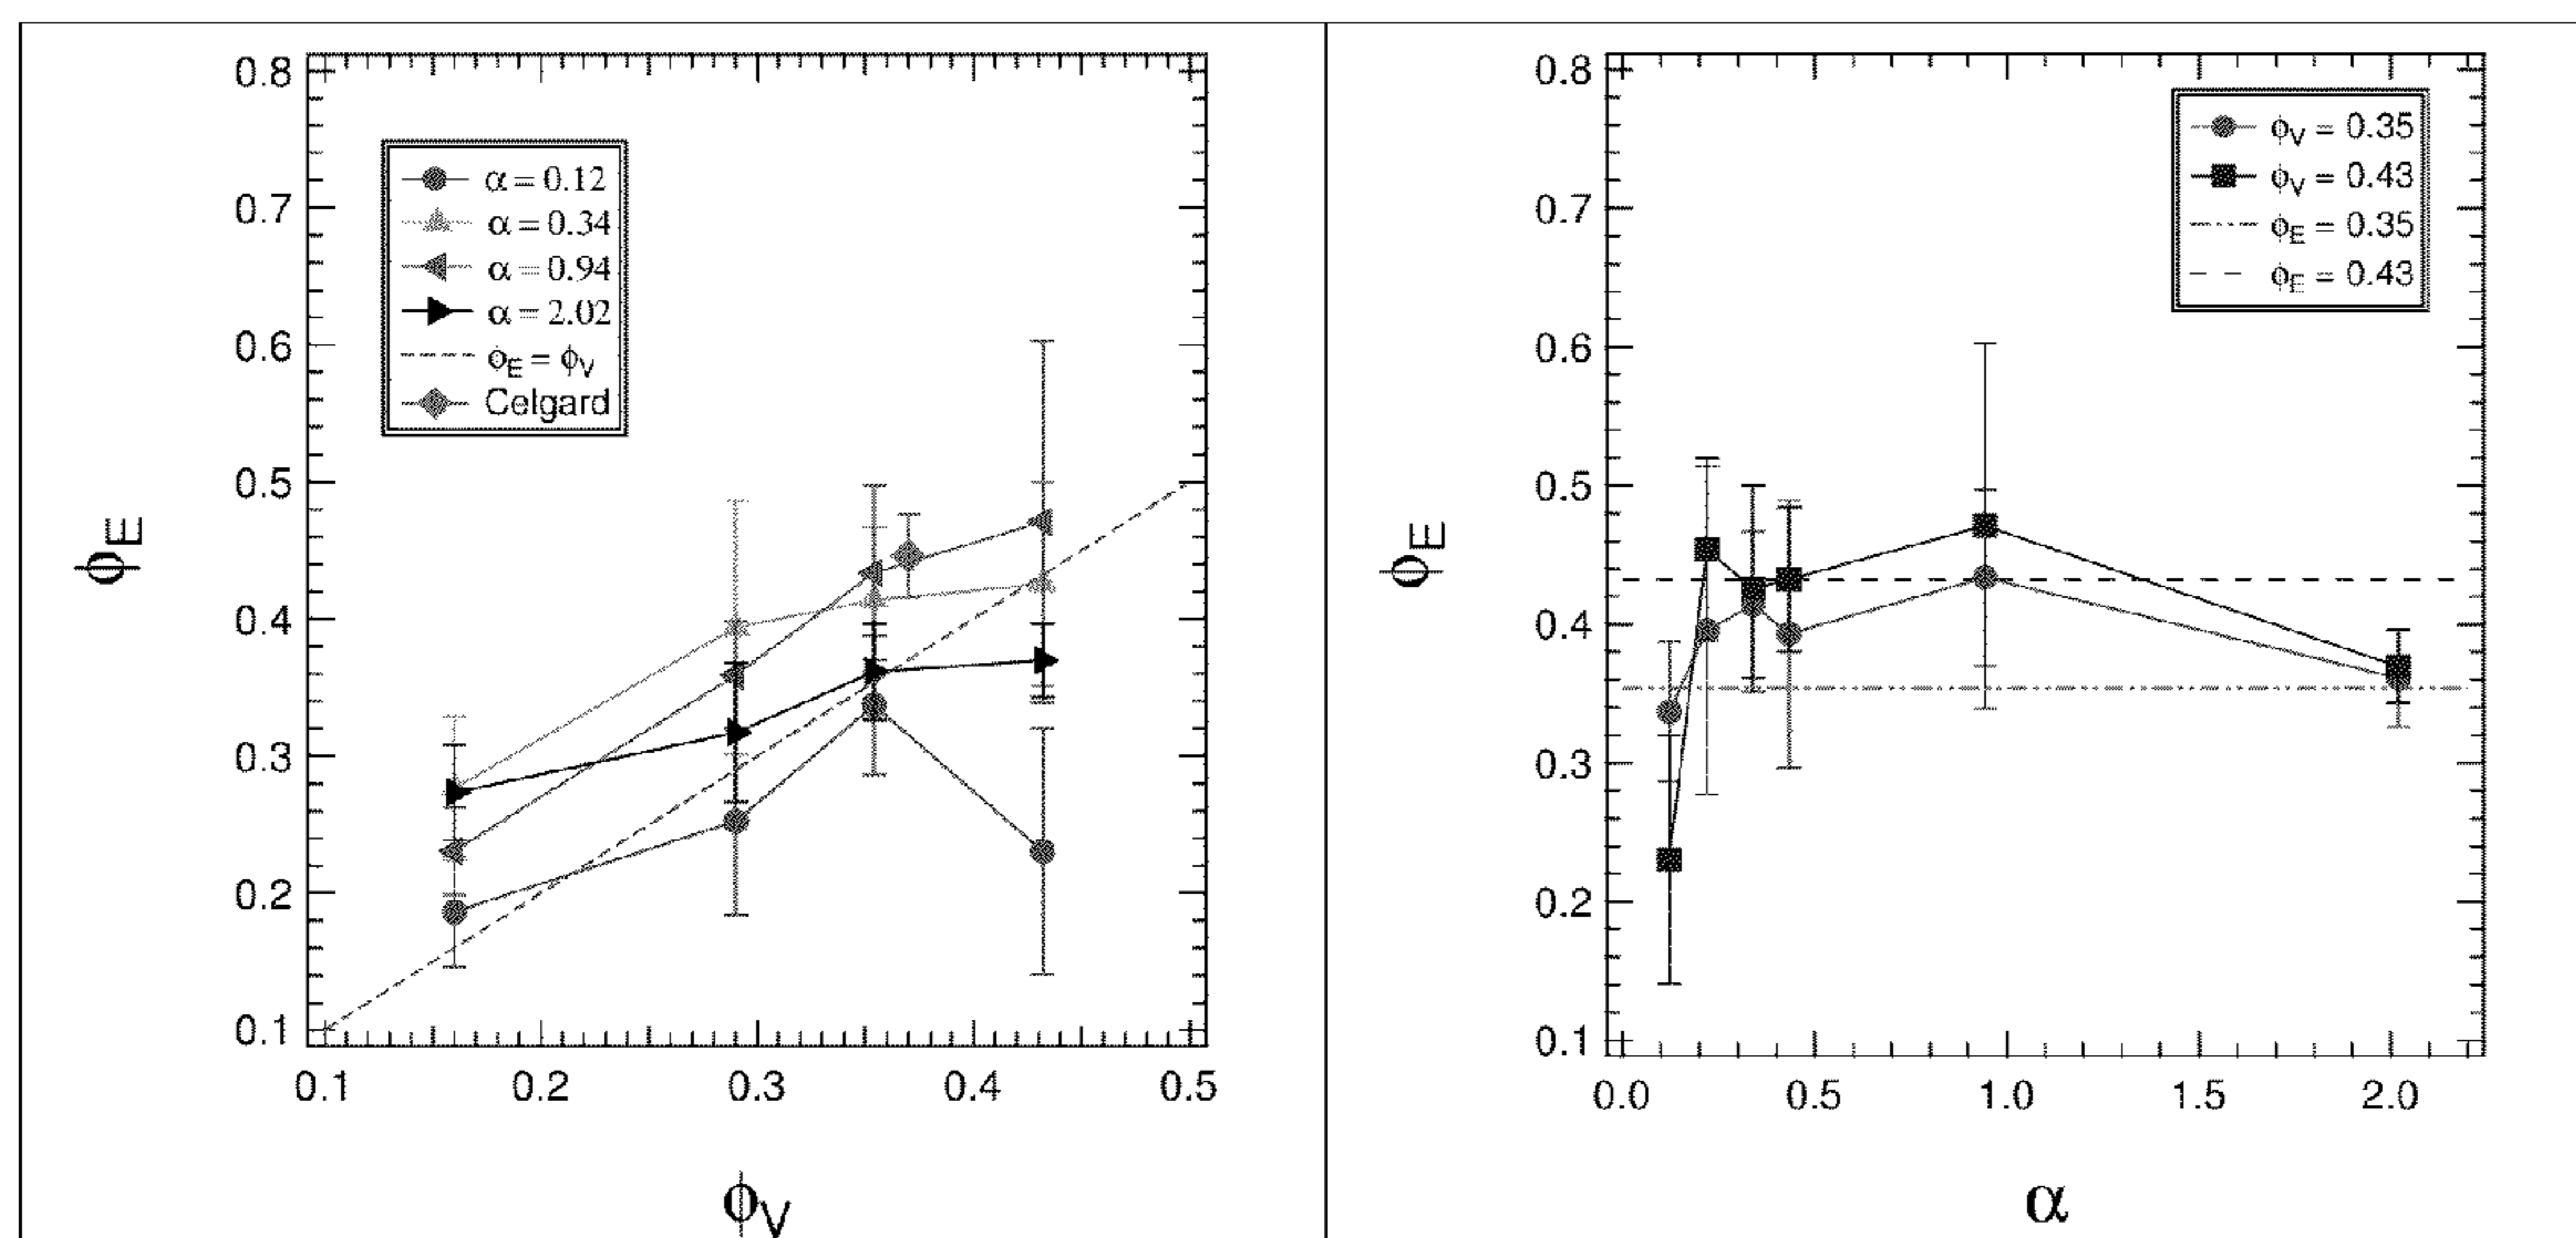 0.8
0.7
0.6
0.5
0.4
0.3
0.2
0.1
ϕE
α = 0.12
α = 0.34
α = 0.94
α = 2.02
ϕE = ϕV
Celgard
0.1 0.2 0.3 0.4 0.5
ϕV
0.8
0.7
0.6
0.5
0.4
0.3
0.2
0.1
ϕE
ϕV = 0.35
ϕV = 0.43
ϕE = 0.35
ϕE = 0.43
0.0 0.5 1.0 1.5 2.0
α